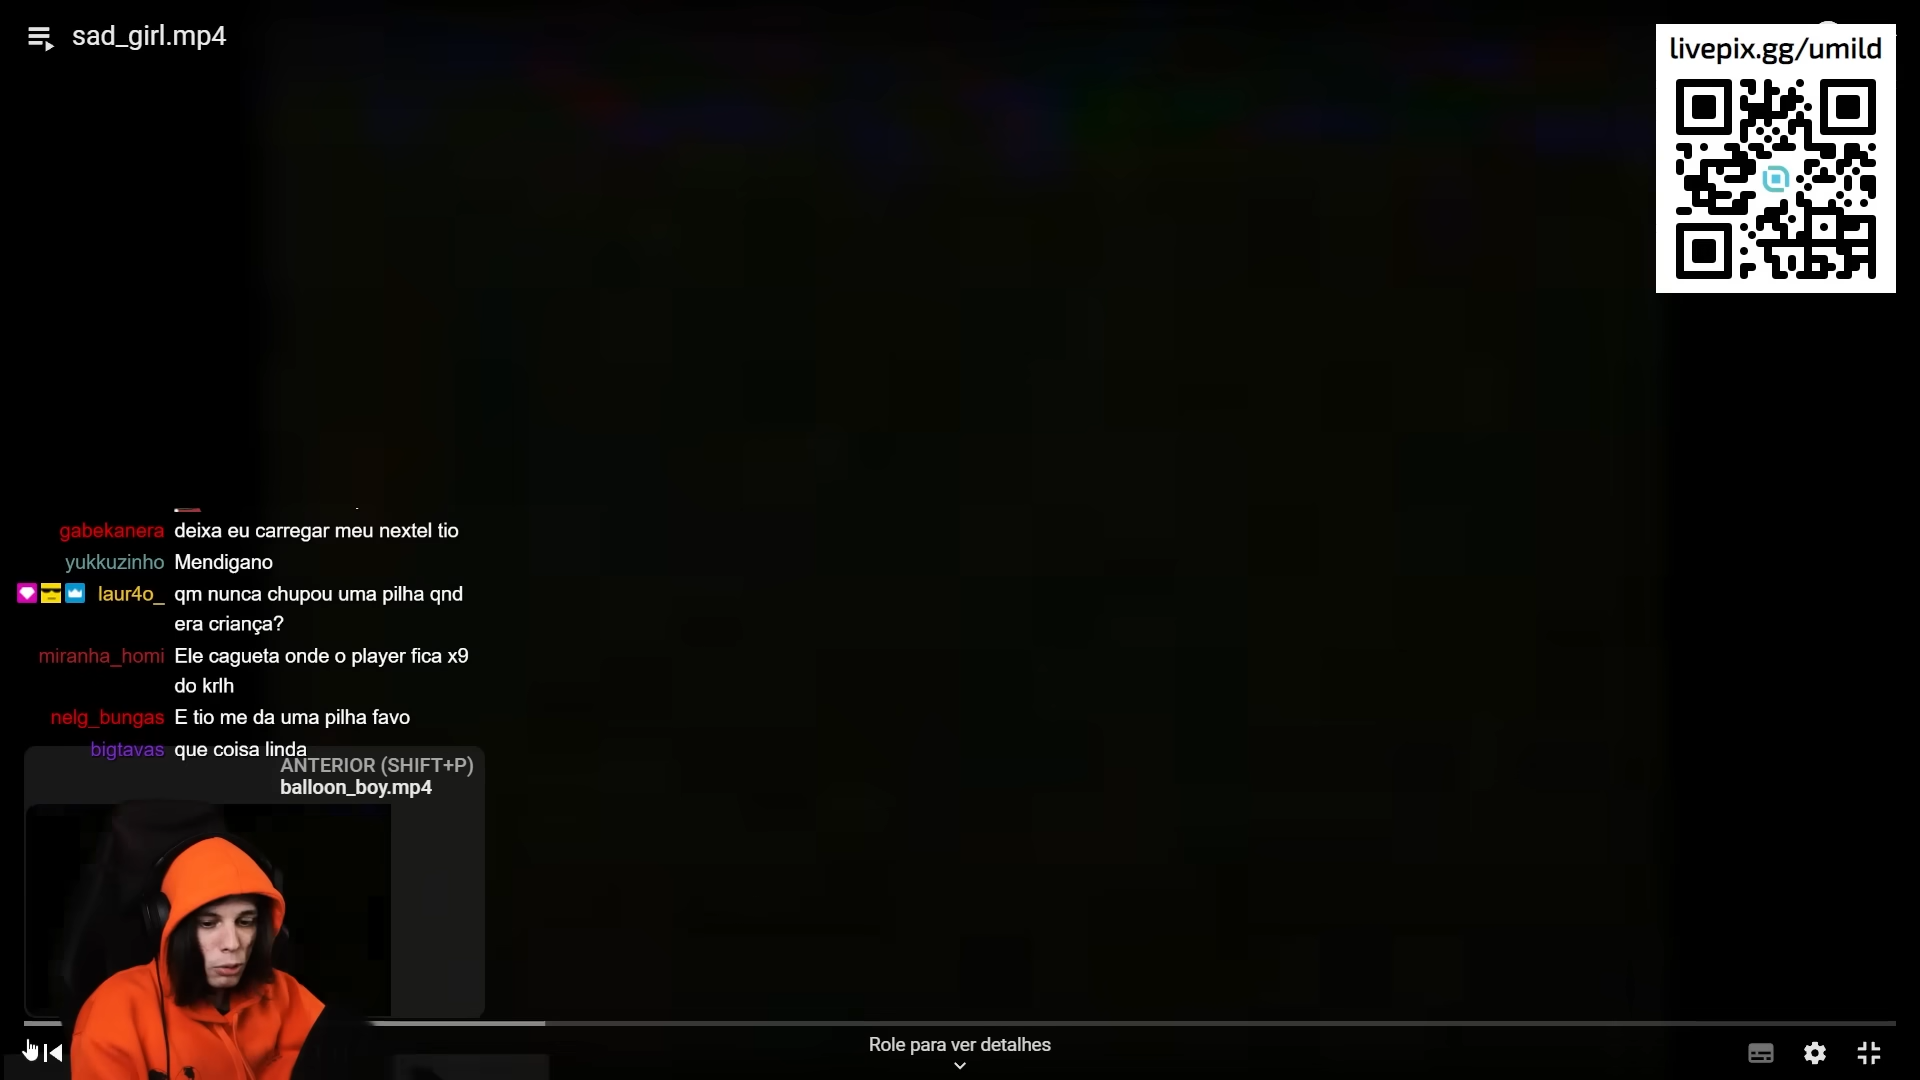 sad_girl.mp4
livepix.gg/umild
gabekanera deixa eu carregar meu nextel tio
yukkuzinho Mendigano
laur4o_ qm nunca chupou uma pilha qnd
era criança?
miranha_homi Ele cagueta onde o player fica x9
do krlh
nelg_bungas E tio me da uma pilha favo
bigtavas que coisa linda
ANTERIOR (SHIFT+P)
balloon_boy.mp4
Role para ver detalhes